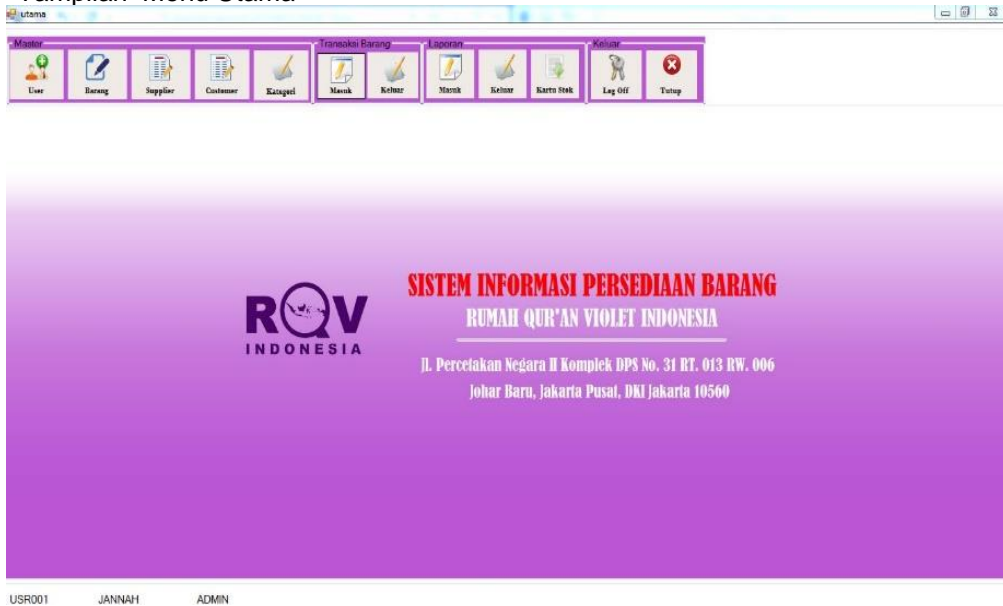 Tampilan Menu Utama
utama
Master
Transaksi Barang
Laporan
Keluar
User
Barang
Supplier
Customer
Kategori
Masuk
Keluar
Masuk
Keluar
Kartu Stok
Log Off
Tutup
SISTEM INFORMASI PERSEDIAAN BARANG
RUMAH QUR'AN VIOLET INDONESIA
RQV
INDONESIA
Jl. Percetakan Negara II Komplek DPS No. 31 RT. 013 RW. 006
Johar Baru, Jakarta Pusat, DKI Jakarta 10560
USR001 JANNAH ADMIN